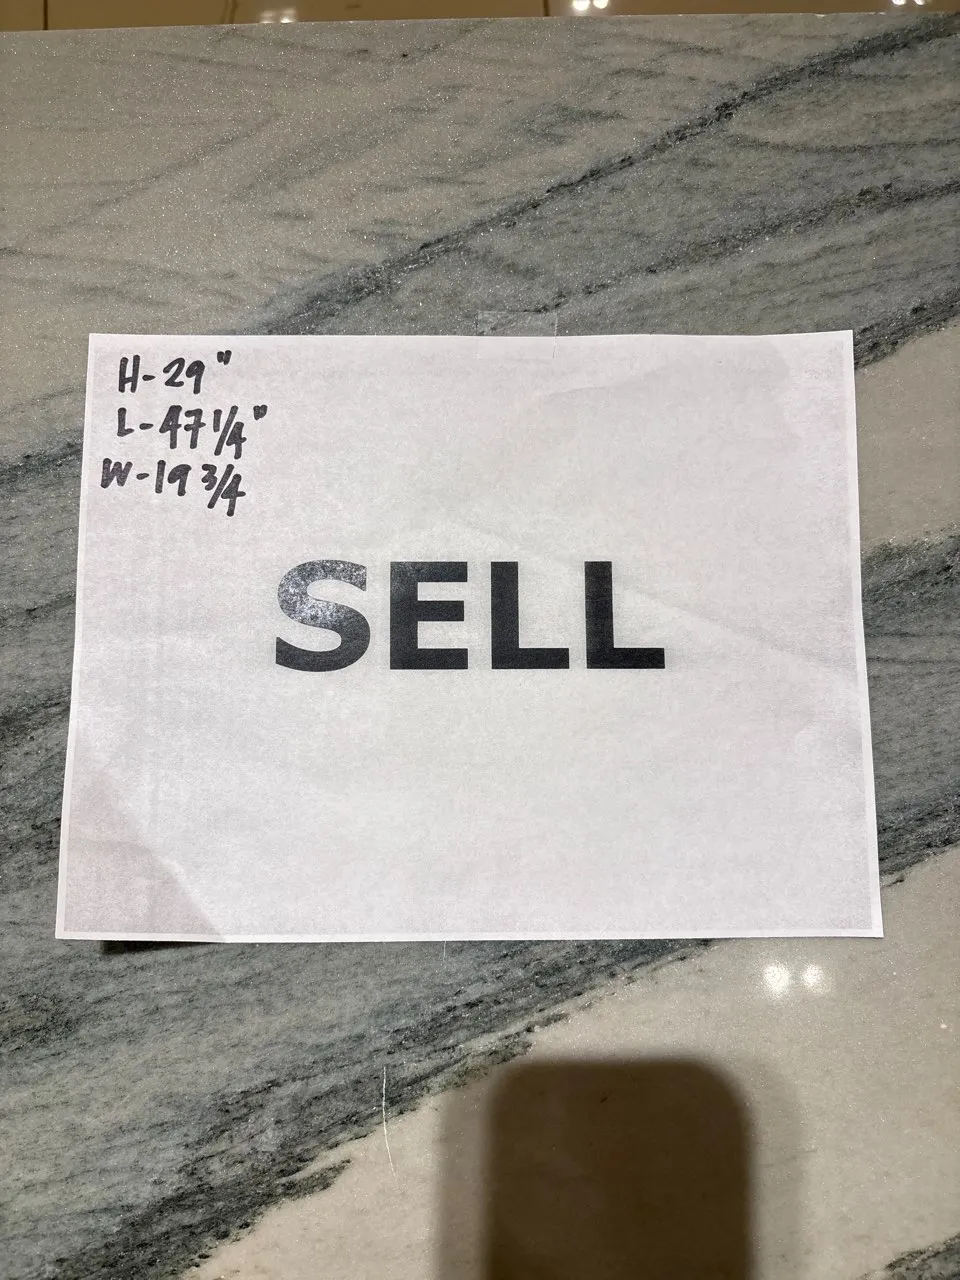 H-29"
L-47 1/4"
W-19 3/4
SELL